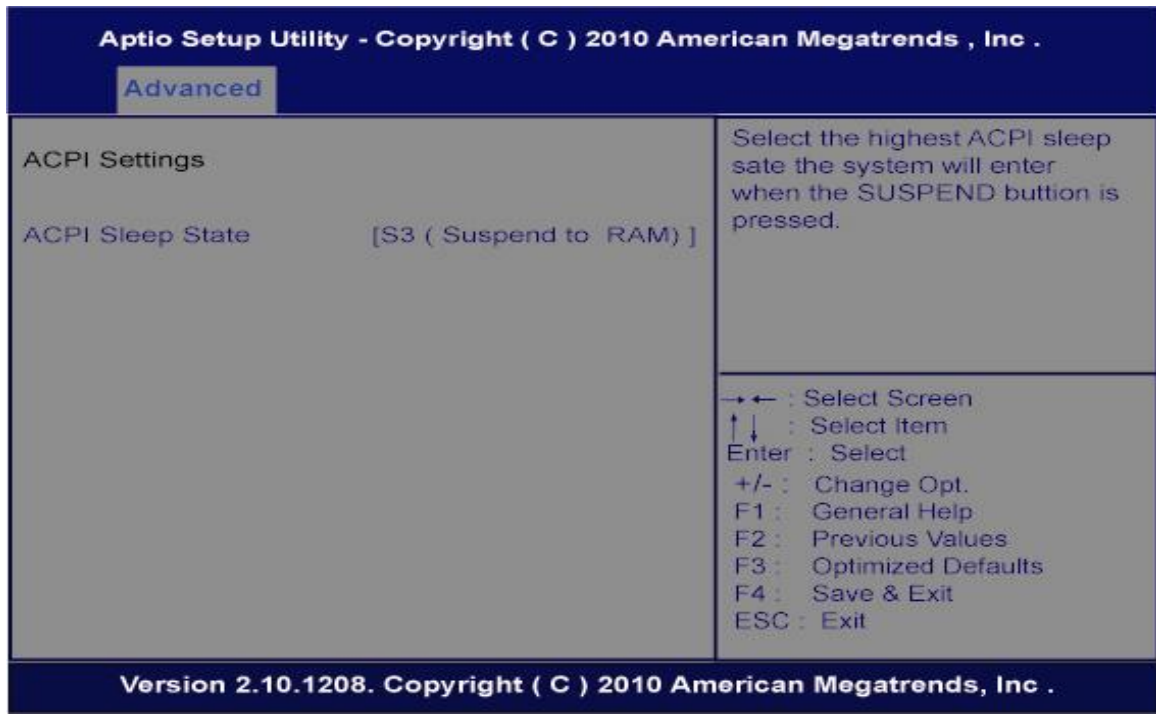 Aptio Setup Utility - Copyright ( C ) 2010 American Megatrends , Inc .
Advanced
ACPI Settings
ACPI Sleep State [S3 ( Suspend to RAM) ]
Select the highest ACPI sleep
sate the system will enter
when the SUSPEND buttion is
pressed.
→ ← : Select Screen
↑ ↓ : Select Item
Enter : Select
+/- : Change Opt.
F1 : General Help
F2 : Previous Values
F3 : Optimized Defaults
F4 : Save & Exit
ESC : Exit
Version 2.10.1208. Copyright ( C ) 2010 American Megatrends, Inc .